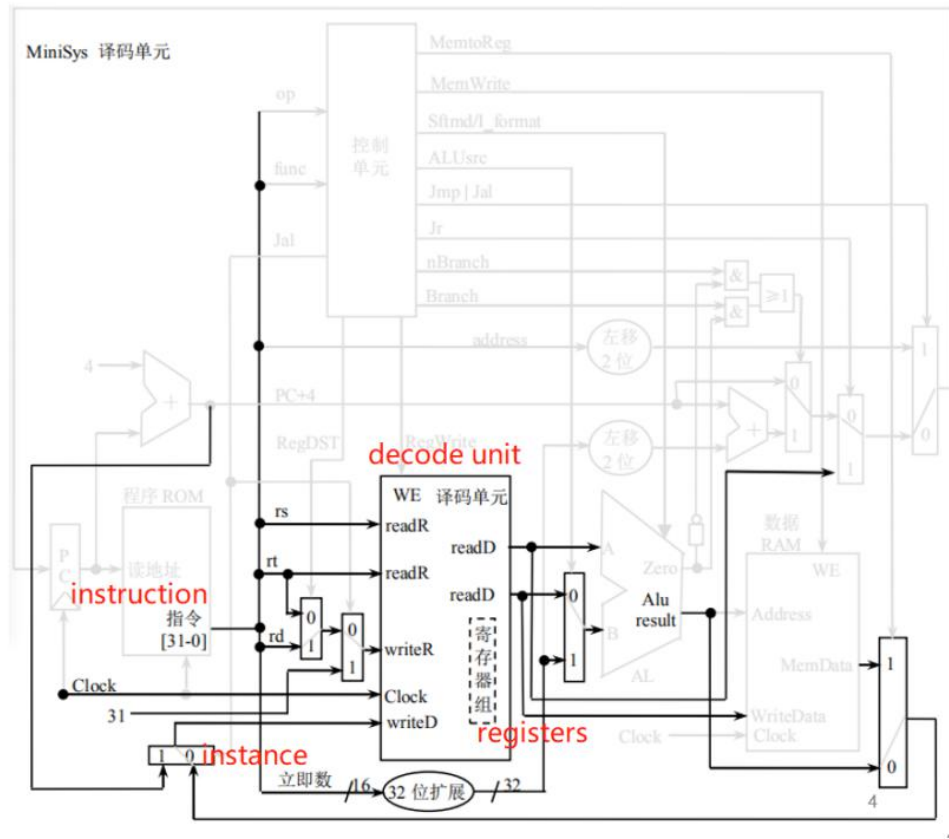 MiniSys 译码单元
MemtoReg
MemWrite
op
Sftmd/I_format
控制
单元
ALUsrc
func
Jmp | Jal
Jr
Jal
nBranch
&
≥1
Branch
&
address
左移
2 位
1
0
4
+
PC+4
0
1
0
1
+
RegDST
RegWrite
左移
2 位
decode unit
程序 ROM
WE 译码单元
rs
readR
数据
RAM
PC
readD
A
WE
读地址
rt
readR
Zero
instruction
readD
0
Alu
result
Address
指令
[31-0]
0
1
rd
0
1
writeR
寄存器组
B
1
AL
MemData
1
Clock
Clock
31
writeD
registers
WriteData
Clock
Clock
1 0
instance
立即数
16
32 位扩展
32
0
4